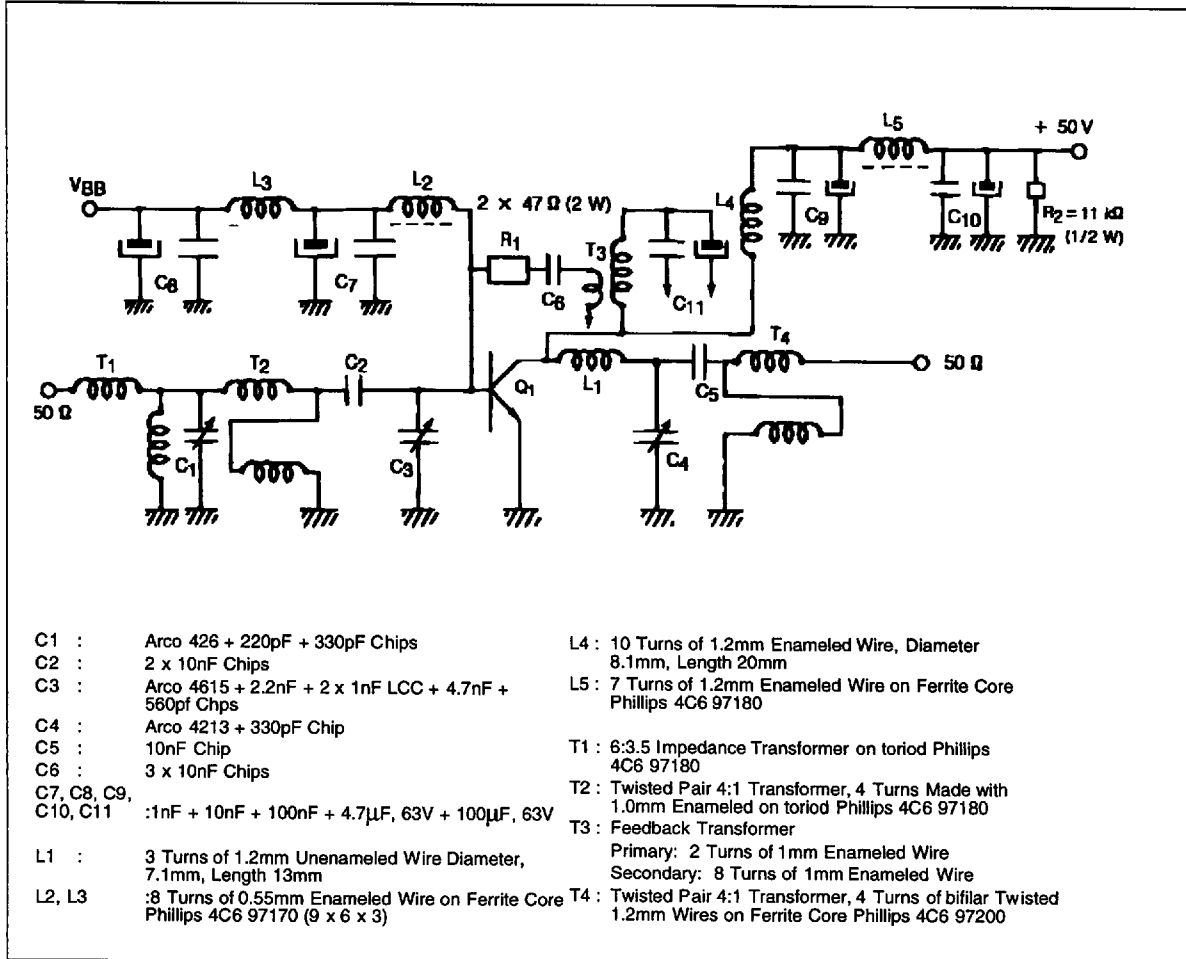 L5
+ 50 V
VBB
L3
L2
2 × 47 Ω (2 W)
L4
C9
C10
R2 = 11 kΩ
(1/2 W)
R1
T3
C8
C7
C6
C11
T1
T2
C2
Q1
L1
C5
T4
50 Ω
50 Ω
C1
C3
C4
C1 : Arco 426 + 220pF + 330pF Chips
C2 : 2 x 10nF Chips
C3 : Arco 4615 + 2.2nF + 2 x 1nF LCC + 4.7nF +
560pf Chps
C4 : Arco 4213 + 330pF Chip
C5 : 10nF Chip
C6 : 3 x 10nF Chips
C7, C8, C9,
C10, C11 :1nF + 10nF + 100nF + 4.7µF, 63V + 100µF, 63V
L1 : 3 Turns of 1.2mm Unenameled Wire Diameter,
7.1mm, Length 13mm
L2, L3 :8 Turns of 0.55mm Enameled Wire on Ferrite Core
Phillips 4C6 97170 (9 x 6 x 3)
L4 : 10 Turns of 1.2mm Enameled Wire, Diameter
8.1mm, Length 20mm
L5 : 7 Turns of 1.2mm Enameled Wire on Ferrite Core
Phillips 4C6 97180
T1 : 6:3.5 Impedance Transformer on toriod Phillips
4C6 97180
T2 : Twisted Pair 4:1 Transformer, 4 Turns Made with
1.0mm Enameled on toriod Phillips 4C6 97180
T3 : Feedback Transformer
Primary: 2 Turns of 1mm Enameled Wire
Secondary: 8 Turns of 1mm Enameled Wire
T4 : Twisted Pair 4:1 Transformer, 4 Turns of bifilar Twisted
1.2mm Wires on Ferrite Core Phillips 4C6 97200